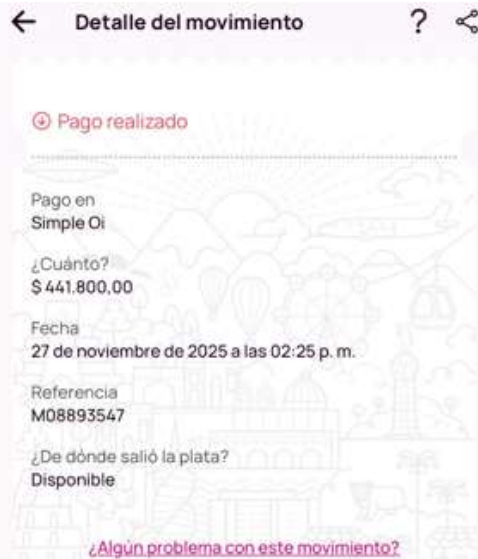 Detalle del movimiento
?
Pago realizado
Pago en
Simple Oi
¿Cuánto?
$ 441.800,00
Fecha
27 de noviembre de 2025 a las 02:25 p. m.
Referencia
M08893547
¿De dónde salió la plata?
Disponible
¿Algún problema con este movimiento?